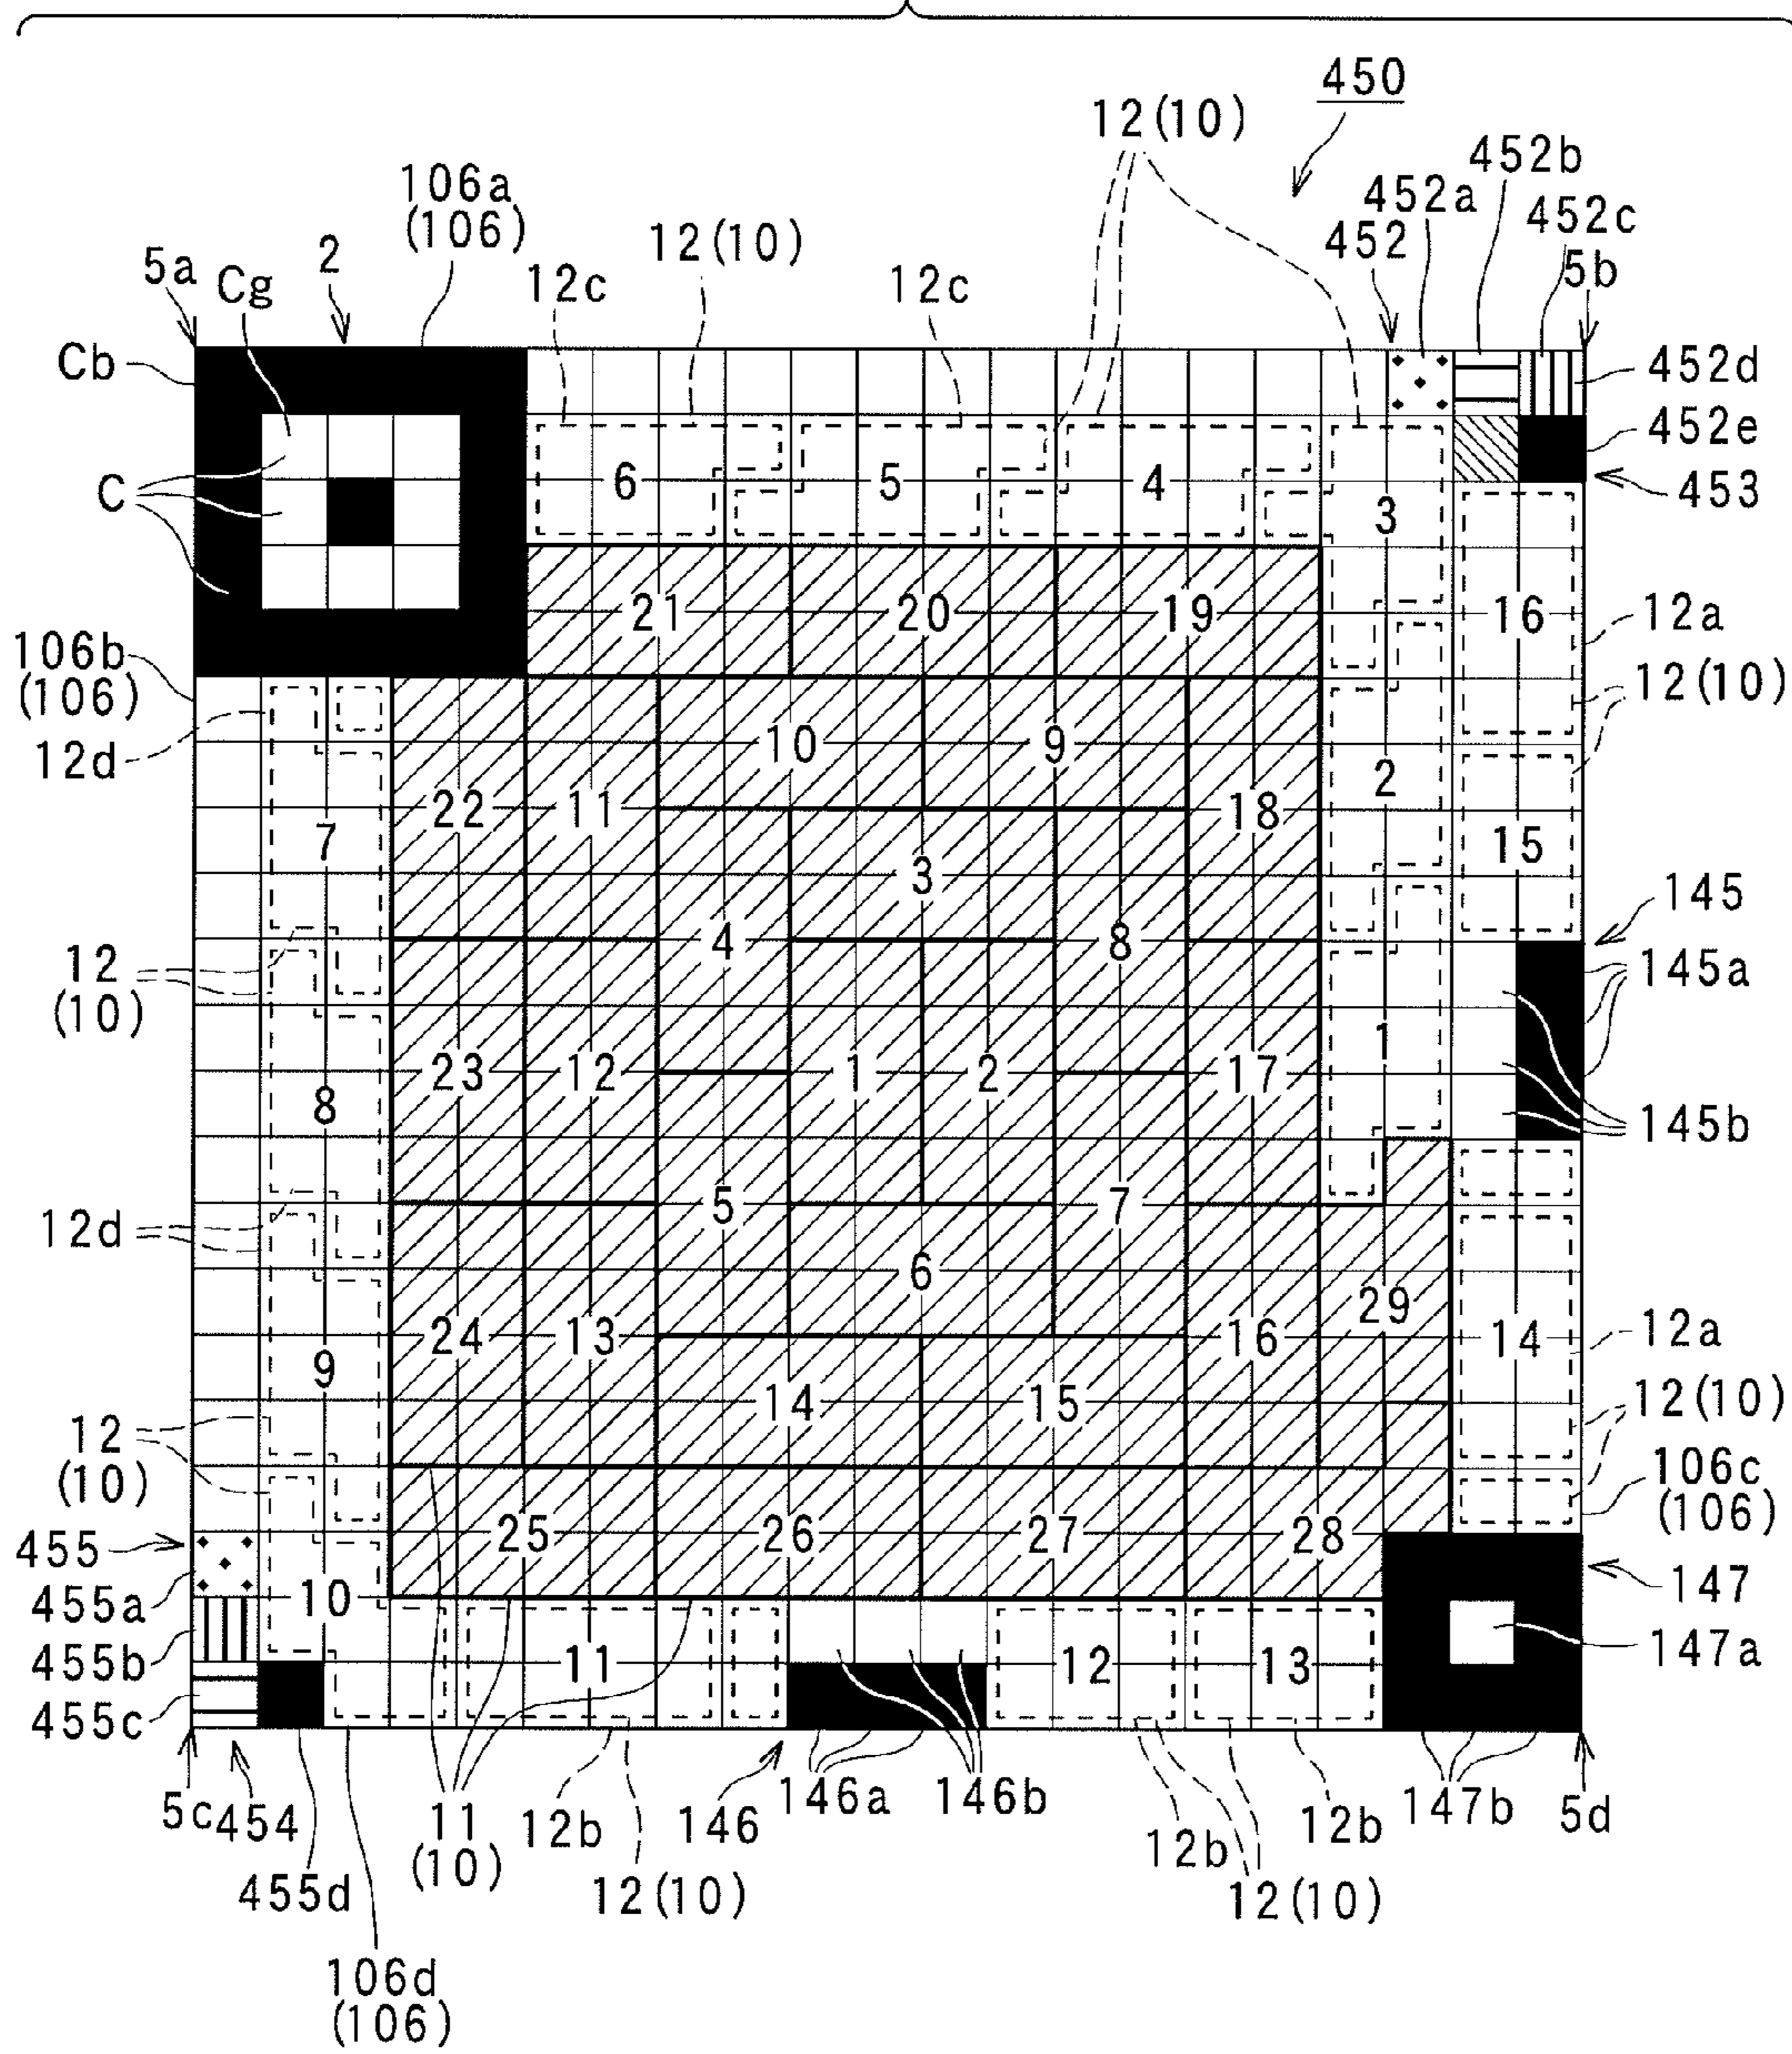 450
12(10)
452b
452a
452c
106a
(106)
452
5b
2
12(10)
5a
Cg
12c
12c
Cb
452d
452e
C
6
5
4
3
453
21
20
19
16
12a
106b
(106)
12(10)
12d
10
9
2
22
11
18
7
15
3
145
4
8
12
(10)
145a
23
12
1
2
17
1
8
145b
5
7
12d
6
29
24
13
16
14
12a
9
14
15
12(10)
12
(10)
106c
(106)
25
26
27
28
455
147
455a
10
147a
455b
11
12
13
455c
5c
454
11
(10)
12b
146
146a
146b
12b
12b
147b
5d
455d
12(10)
12(10)
106d
(106)